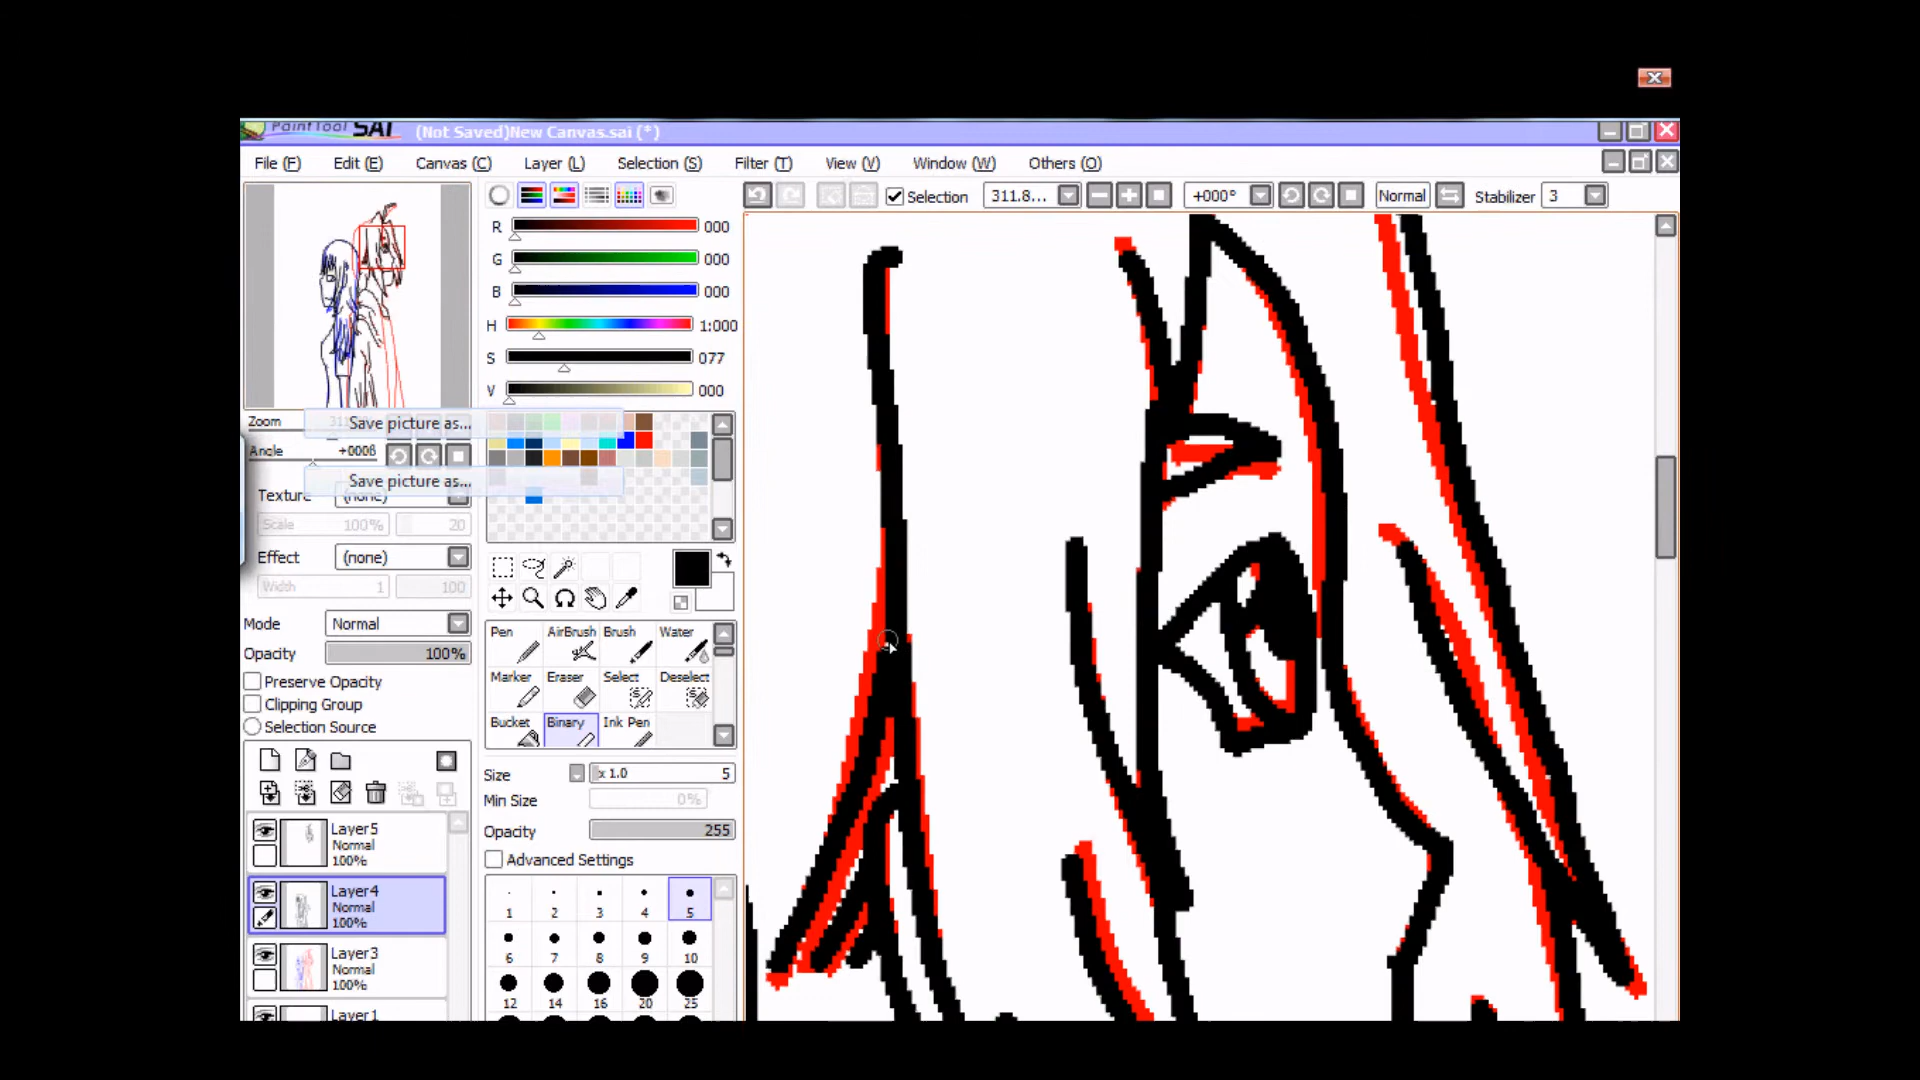 PaintTool SAI (Not Saved)New Canvas.sai (*)
File (F) Edit (E) Canvas (C) Layer (L) Selection (S) Filter (T) View (V) Window (W) Others (O)
Selection 311.8... +000° Normal Stabilizer 3
R 000
G 000
B 000
H 1:000
S 077
V 000
Zoom
Save picture as...
Angle +000ß
Save picture as...
Texture (none)
Scale 100% 20
Effect (none)
Width 1 100
Mode Normal
Opacity 100%
Preserve Opacity
Clipping Group
Selection Source
Layer5
Normal
100%
Layer4
Normal
100%
Layer3
Normal
100%
Layer1
Pen AirBrush Brush Water
Marker Eraser Select Deselect
Bucket Binary Ink Pen
Size x 1.0 5
Min Size 0%
Opacity 255
Advanced Settings
1 2 3 4 5
6 7 8 9 10
12 14 16 20 25